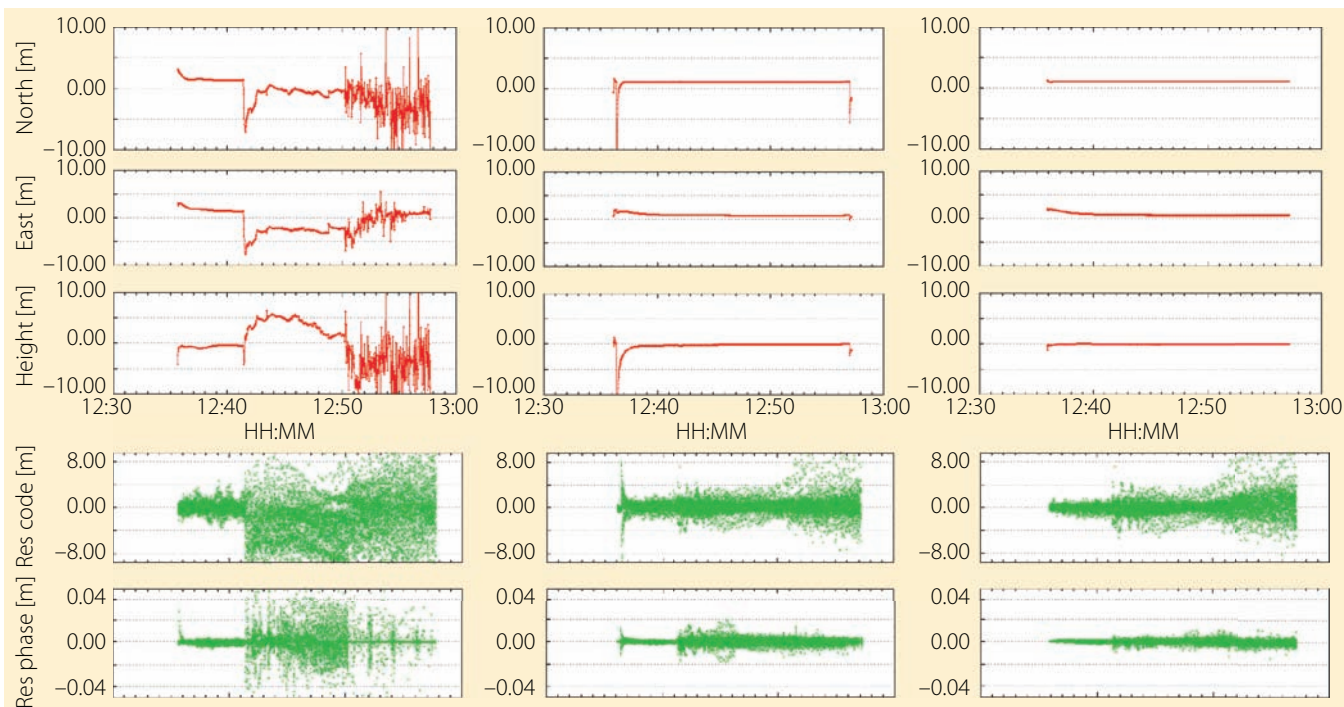 10.00 10.00 10.00
North [m] 0.00 0.00 0.00
−10.00 −10.00 −10.00
10.00 10.00 10.00
East [m] 0.00 0.00 0.00
−10.00 −10.00 −10.00
10.00 10.00 10.00
Height [m] 0.00 0.00 0.00
−10.00 −10.00 −10.00
12:30 12:40 12:50 13:00 12:30 12:40 12:50 13:00 12:30 12:40 12:50 13:00
HH:MM HH:MM HH:MM
8.00 8.00 8.00
Res code [m] 0.00 0.00 0.00
−8.00 −8.00 −8.00
0.04 0.04 0.04
Res phase [m] 0.00 0.00 0.00
−0.04 −0.04 −0.04